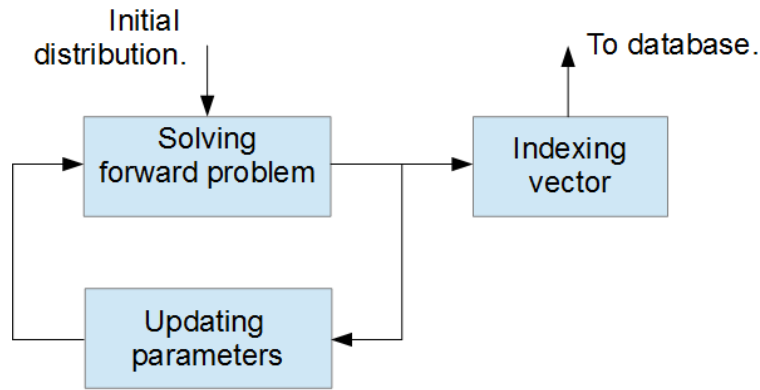 Initial
distribution.
To database.
Solving
forward problem
Indexing
vector
Updating
parameters